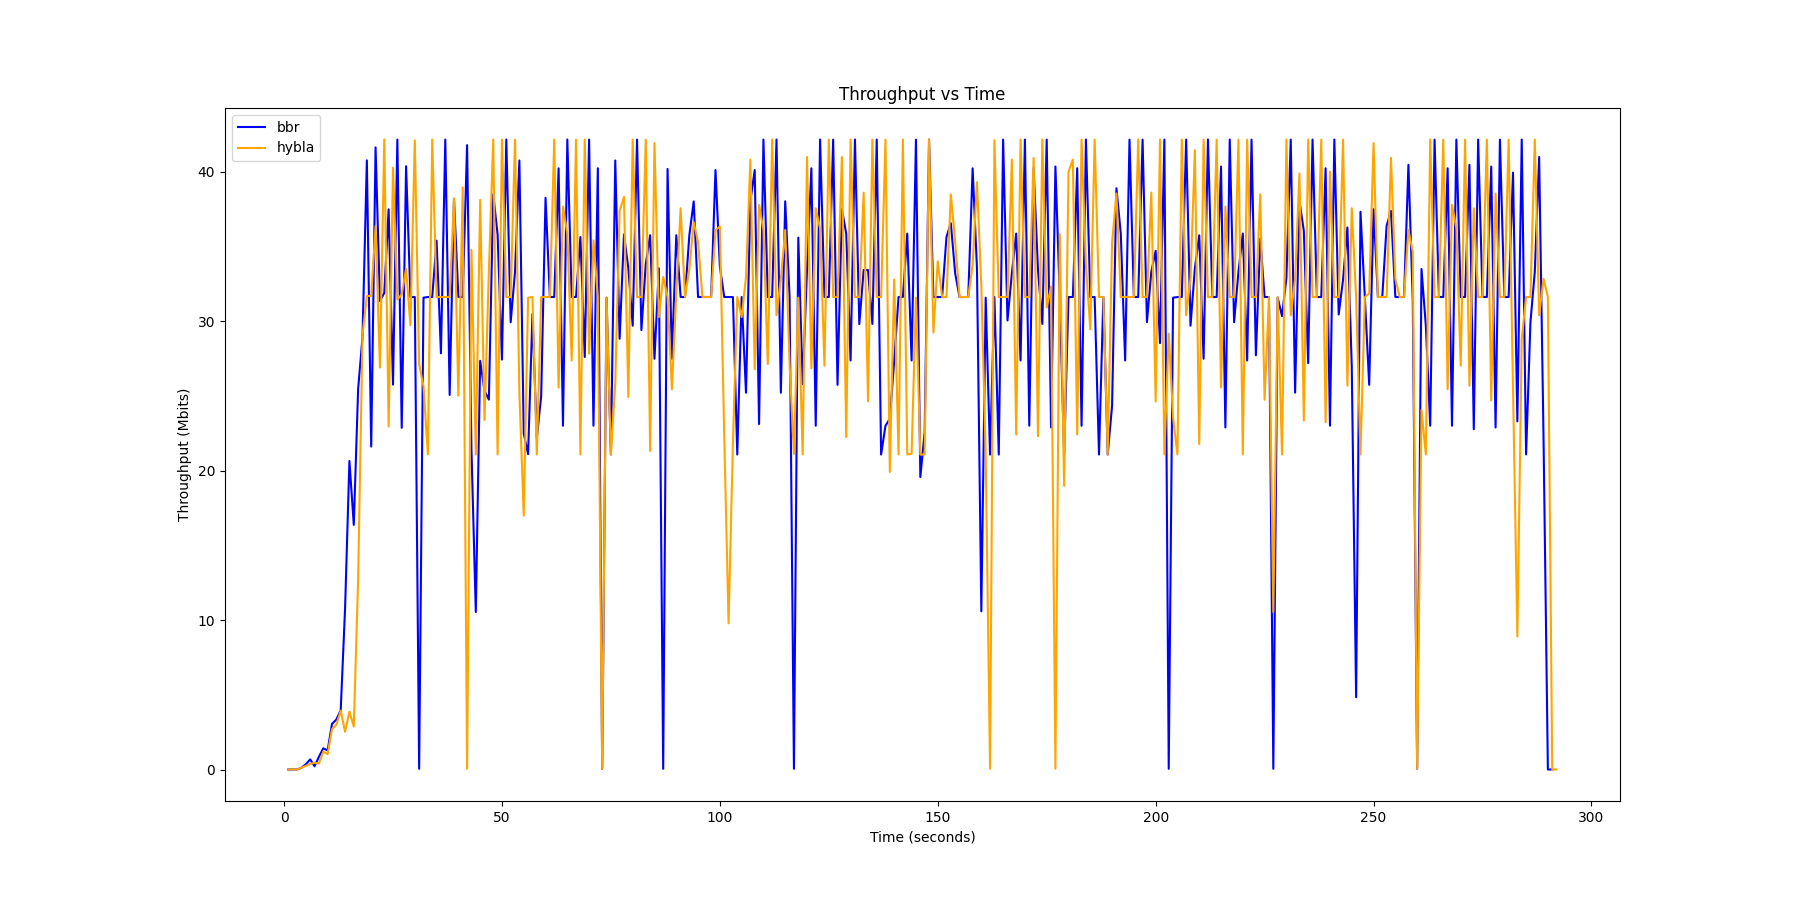 Throughput vs Time
bbr
hybla
Throughput (Mbits)
40
30
20
10
0
0 50 100 150 200 250 300
Time (seconds)